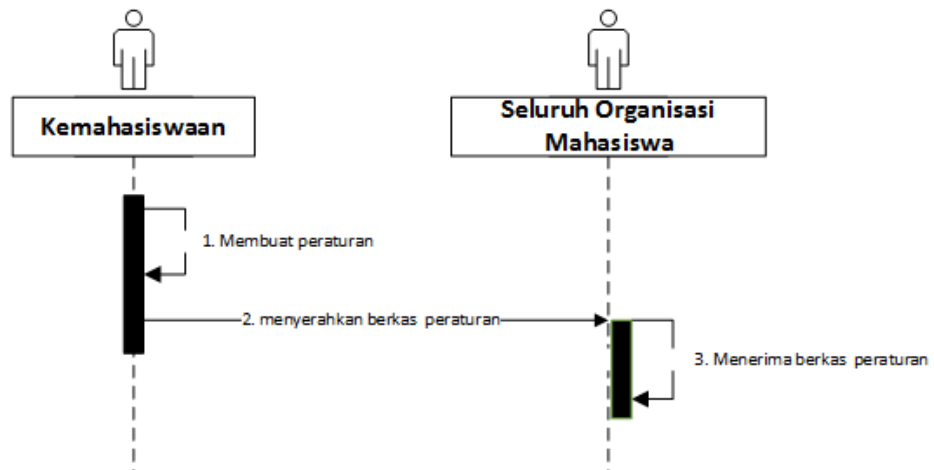 Kemahasiswaan
Seluruh Organisasi
Mahasiswa
1. Membuat peraturan
2. menyerahkan berkas peraturan
3. Menerima berkas peraturan